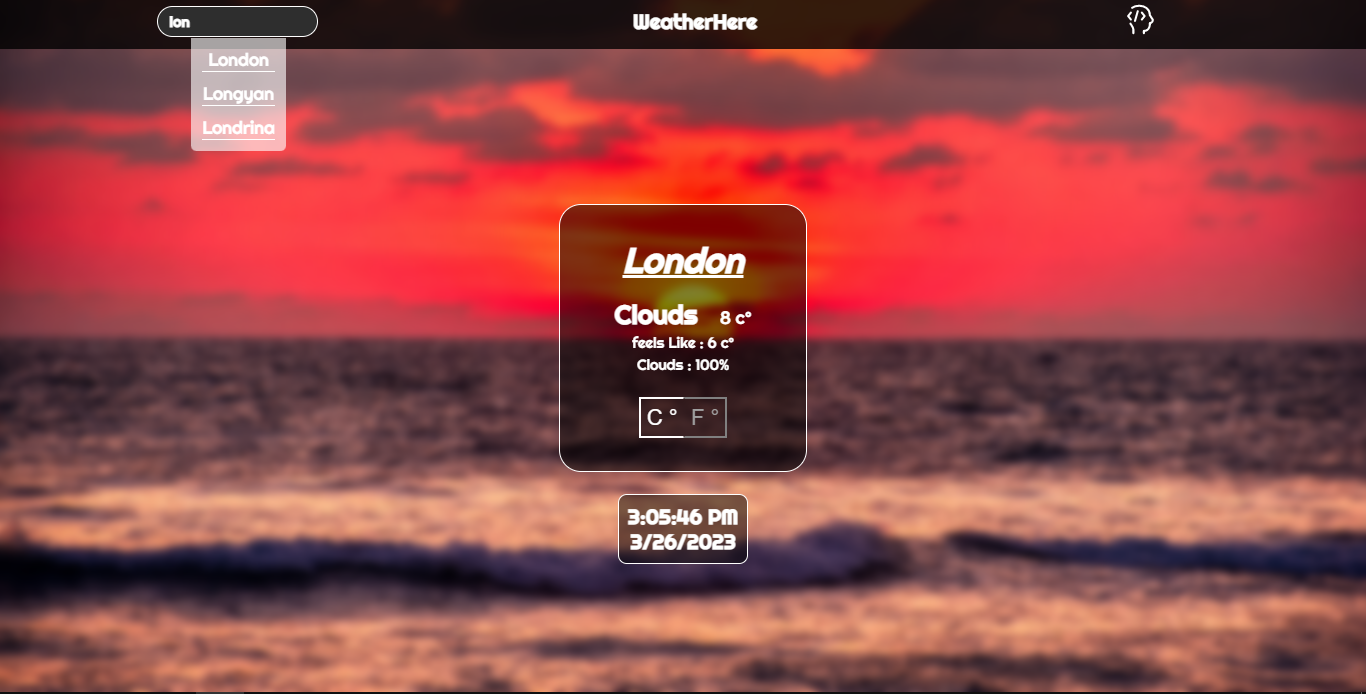 lon
WeatherHere
London
Longyan
Londrina
London
Clouds 8 c°
feels Like : 6 c°
Clouds : 100%
C ° F °
3:05:46 PM
3/26/2023